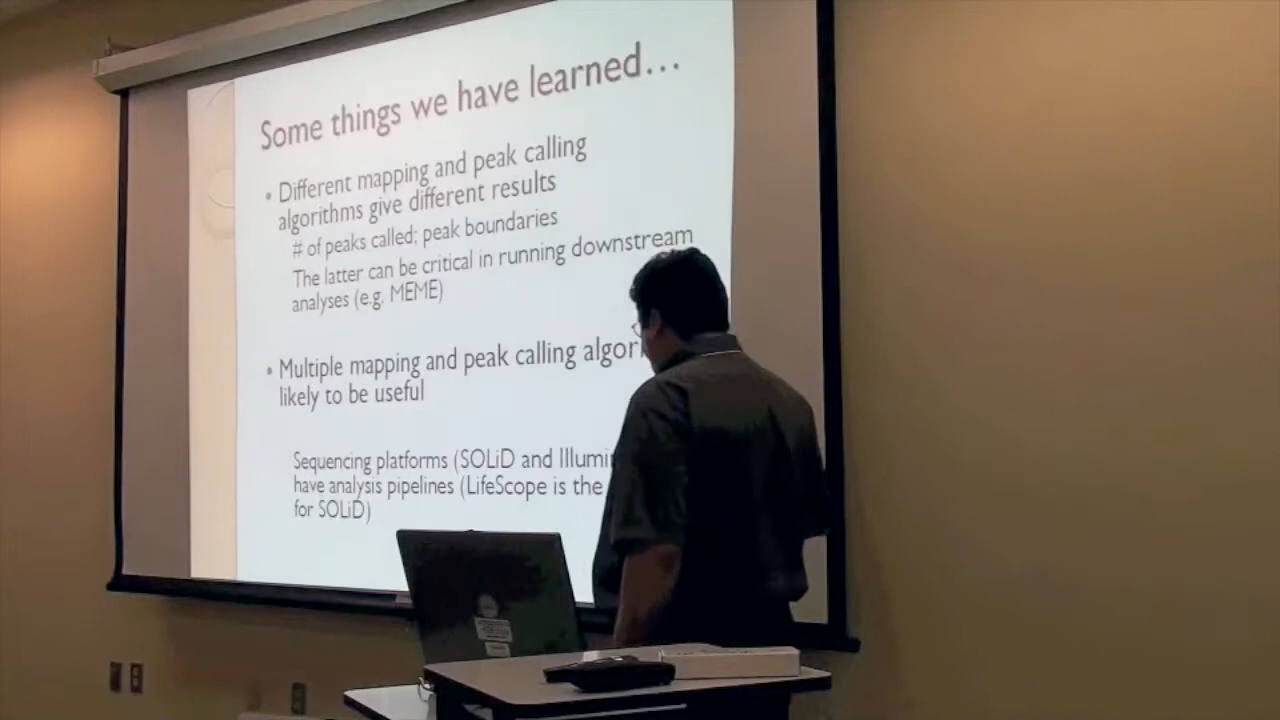 Some things we have learned...
• Different mapping and peak calling
algorithms give different results
# of peaks called; peak boundaries
The latter can be critical in running downstream
analyses (e.g. MEME)
• Multiple mapping and peak calling
likely to be useful
Sequencing platforms (SOLiD and
have analysis pipelines (LifeScope is the
for SOLiD)